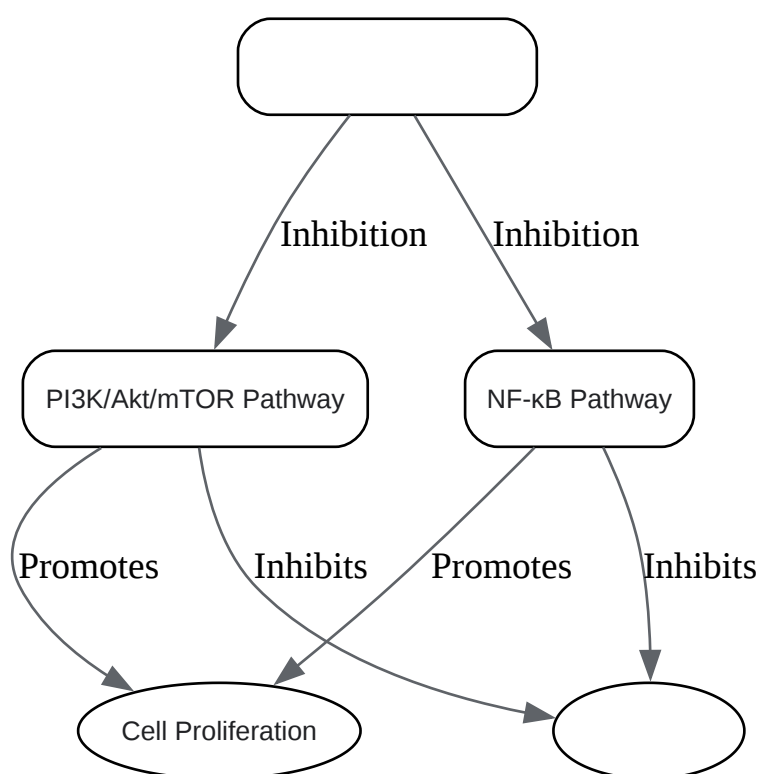 Inhibition
Inhibition
PI3K/Akt/mTOR Pathway
NF-κB Pathway
Promotes
Inhibits
Promotes
Inhibits
Cell Proliferation